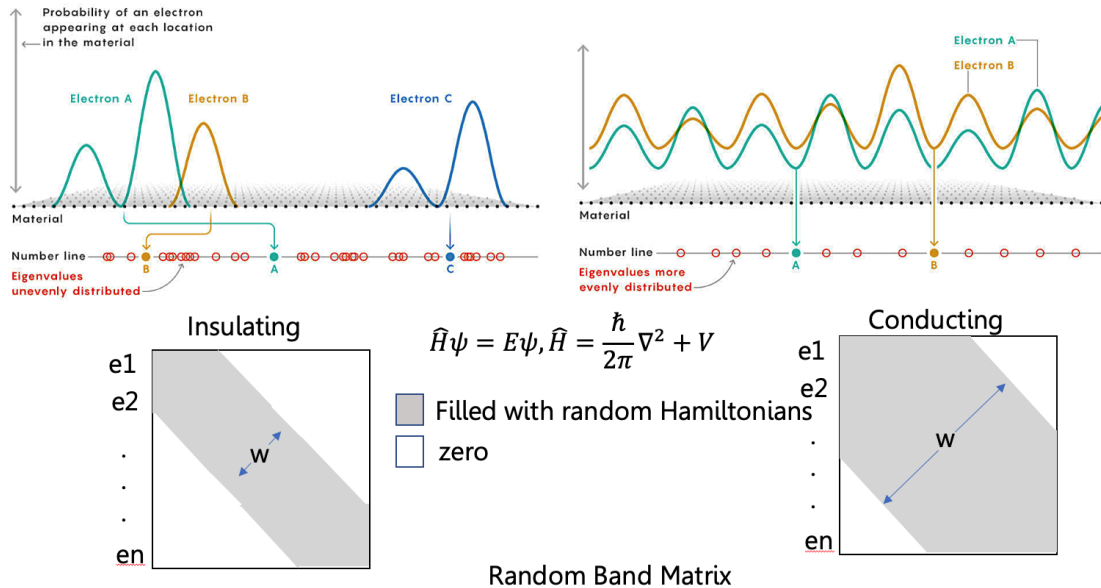 Probability of an electron
appearing at each location
in the material
Electron A
Electron B
Electron C
Material
Number line
B
A
C
Eigenvalues
unevenly distributed
Electron A
Electron B
Material
Number line
A
B
Eigenvalues more
evenly distributed
Insulating
e1
e2
.
.
.
en
w
Ĥψ = Eψ, Ĥ = ħ/2π ∇² + V
Filled with random Hamiltonians
zero
Conducting
e1
e2
.
.
.
en
w
Random Band Matrix